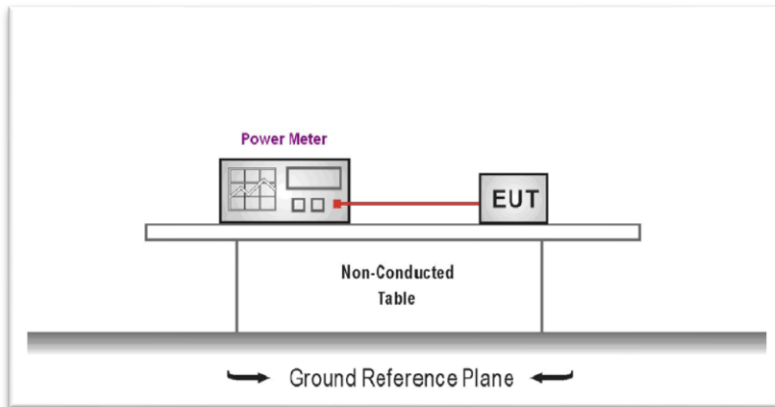 Power Meter
EUT
Non-Conducted
Table
Ground Reference Plane